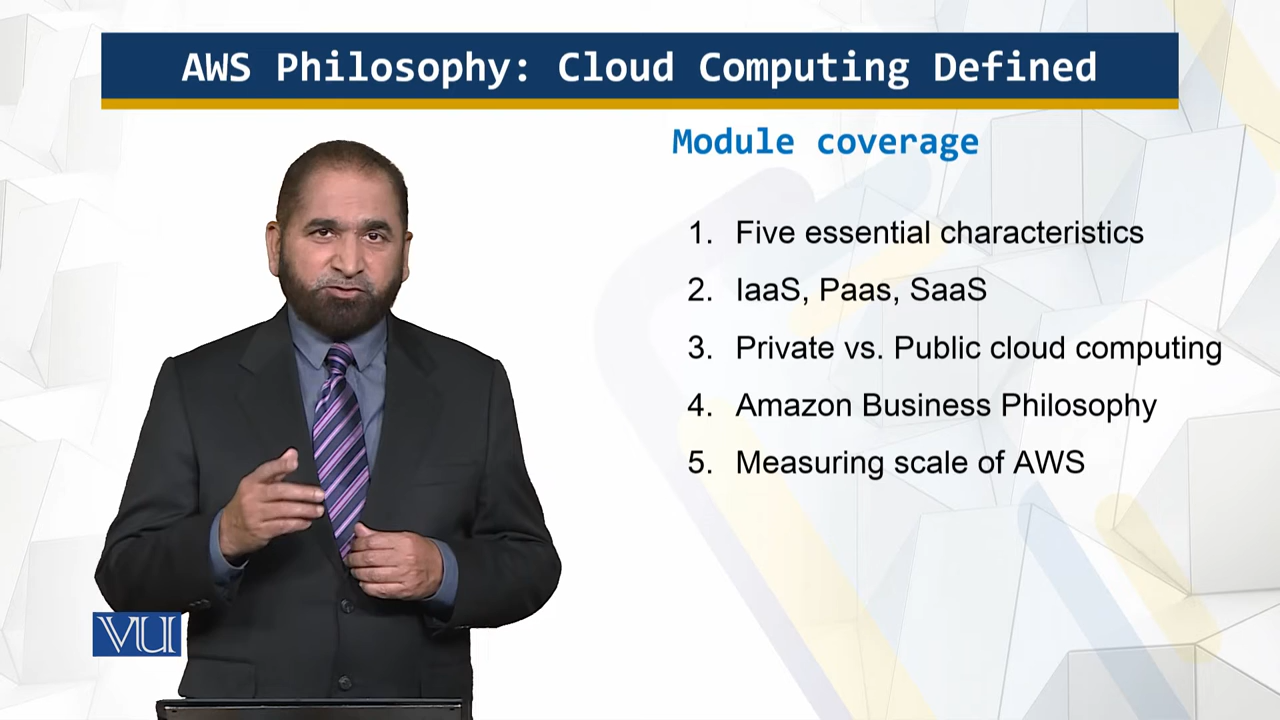 AWS Philosophy: Cloud Computing Defined
Module coverage
1. Five essential characteristics
2. IaaS, Paas, SaaS
3. Private vs. Public cloud computing
4. Amazon Business Philosophy
5. Measuring scale of AWS
VU